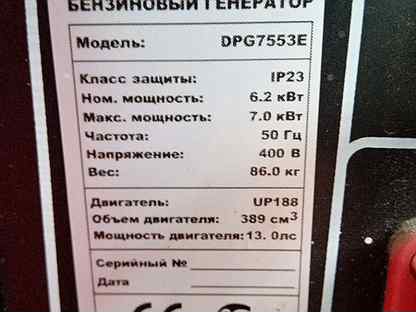 БЕНЗИНОВЫЙ ГЕНЕРАТОР
Модель: DPG7553E
Класс защиты: IP23
Ном. мощность: 6.2 кВт
Макс. мощность: 7.0 кВт
Частота: 50 Гц
Напряжение: 400 В
Вес: 86.0 кг
Двигатель: UP188
Объем двигателя: 389 см³
Мощность двигателя: 13.0лс
Серийный №
Дата